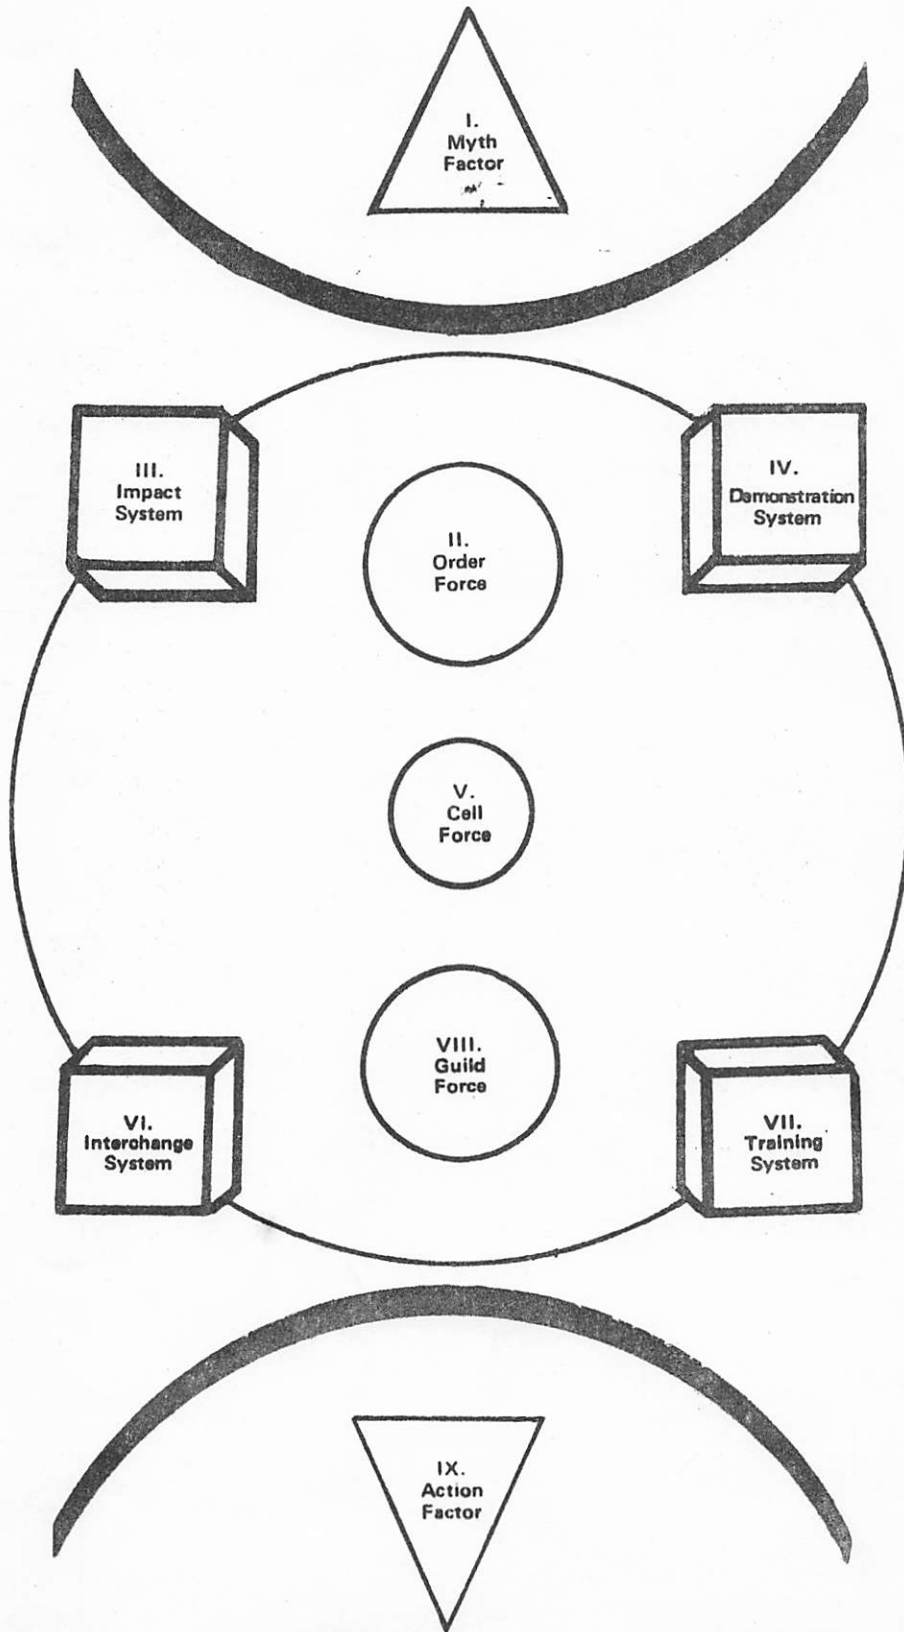 I.
Myth
Factor
III.
Impact
System
IV.
Demonstration
System
II.
Order
Force
V.
Cell
Force
VIII.
Guild
Force
VI.
Interchange
System
VII.
Training
System
IX.
Action
Factor